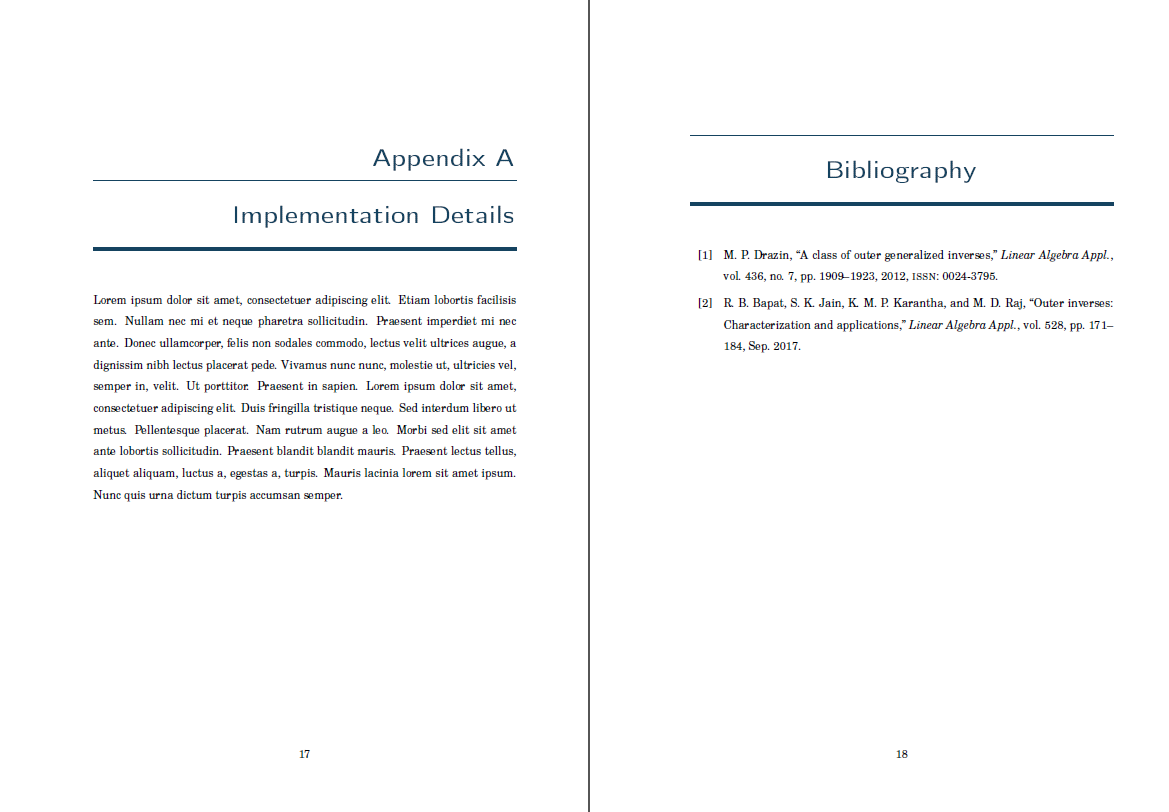 Appendix A
Implementation Details
Lorem ipsum dolor sit amet, consectetuer adipiscing elit. Etiam lobortis facilisis
sem. Nullam nec mi et neque pharetra sollicitudin. Praesent imperdiet mi nec
ante. Donec ullamcorper, felis non sodales commodo, lectus velit ultrices augue, a
dignissim nibh lectus placerat pede. Vivamus nunc nunc, molestie ut, ultricies vel,
semper in, velit. Ut porttitor. Praesent in sapien. Lorem ipsum dolor sit amet,
consectetuer adipiscing elit. Duis fringilla tristique neque. Sed interdum libero ut
metus. Pellentesque placerat. Nam rutrum augue a leo. Morbi sed elit sit amet
ante lobortis sollicitudin. Praesent blandit blandit mauris. Praesent lectus tellus,
aliquet aliquam, luctus a, egestas a, turpis. Mauris lacinia lorem sit amet ipsum.
Nunc quis urna dictum turpis accumsan semper.
17
Bibliography
[1] M. P. Drazin, “A class of outer generalized inverses,” Linear Algebra Appl.,
vol. 436, no. 7, pp. 1909–1923, 2012, ISSN: 0024-3795.
[2] R. B. Bapat, S. K. Jain, K. M. P. Karantha, and M. D. Raj, “Outer inverses:
Characterization and applications,” Linear Algebra Appl., vol. 528, pp. 171–
184, Sep. 2017.
18